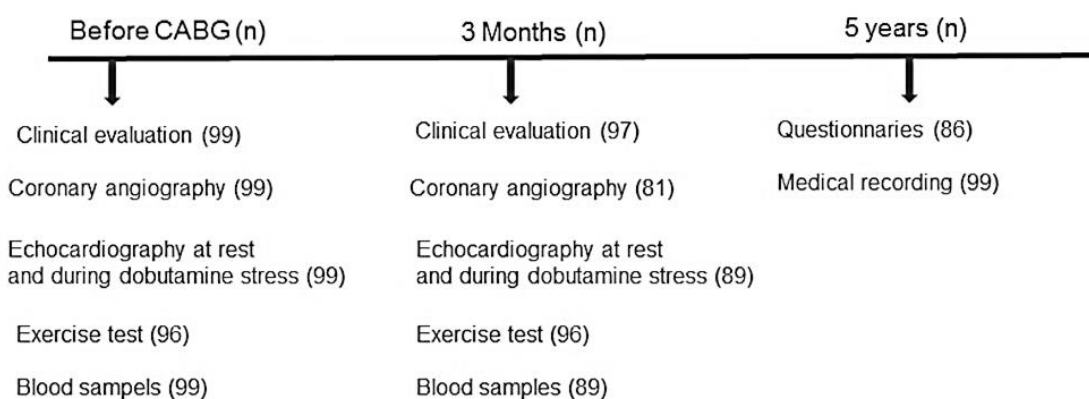 Before CABG (n)
3 Months (n)
5 years (n)
Clinical evaluation (99)
Coronary angiography (99)
Echocardiography at rest
and during dobutamine stress (99)
Exercise test (96)
Blood sampels (99)
Clinical evaluation (97)
Coronary angiography (81)
Echocardiography at rest
and during dobutamine stress (89)
Exercise test (96)
Blood samples (89)
Questionnaries (86)
Medical recording (99)